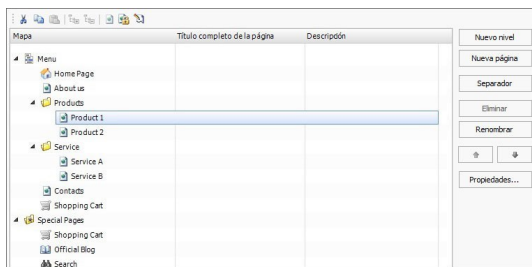 Mapa Título completo de la página Descripción
Menu
Home Page
About us
Products
Product 1
Product 2
Service
Service A
Service B
Contacts
Shopping Cart
Special Pages
Shopping Cart
Official Blog
Search
Nuevo nivel
Nueva página
Separador
Eliminar
Renombrar
Propiedades...